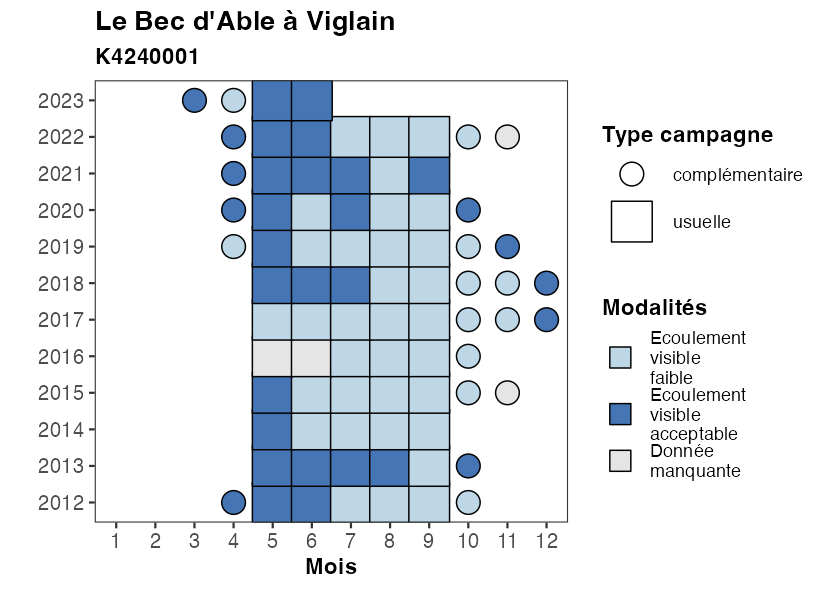 Le Bec d'Able à Viglain
K4240001
2023
2022
2021
2020
2019
2018
2017
2016
2015
2014
2013
2012
1 2 3 4 5 6 7 8 9 10 11 12
Mois
Type campagne
complémentaire
usuelle
Modalités
Ecoulement
visible
faible
Ecoulement
visible
acceptable
Donnée
manquante